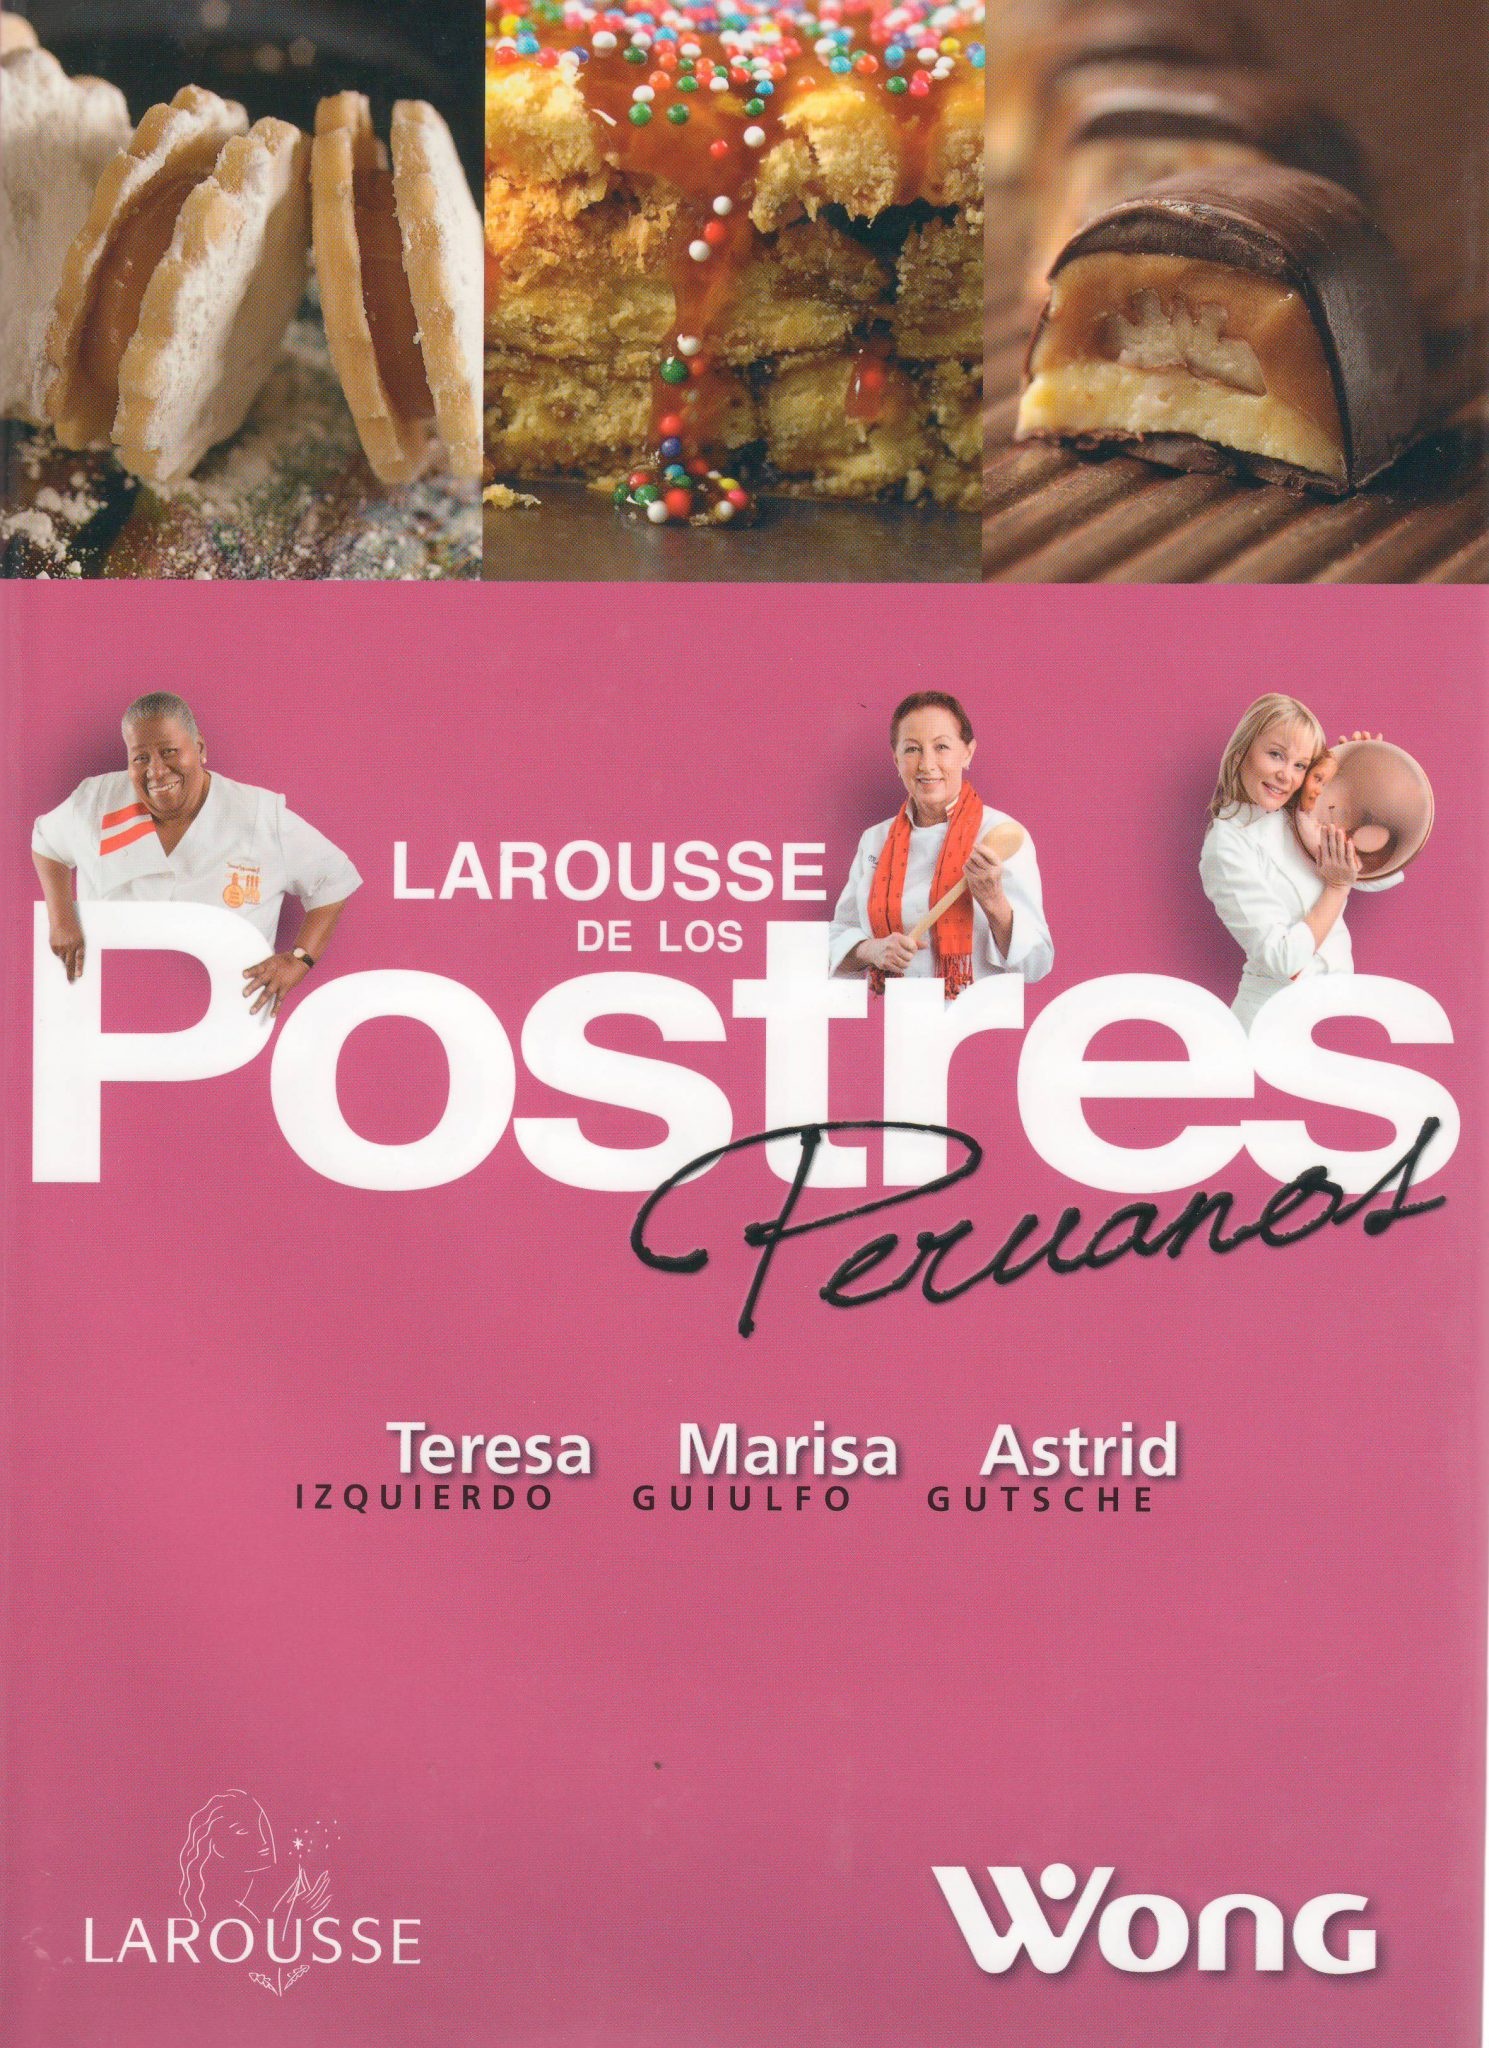 LAROUSSE
DE LOS
Postres
Peruanos
Teresa Marisa Astrid
IZQUIERDO GUIULFO GUTSCHE
LAROUSSE
WONG